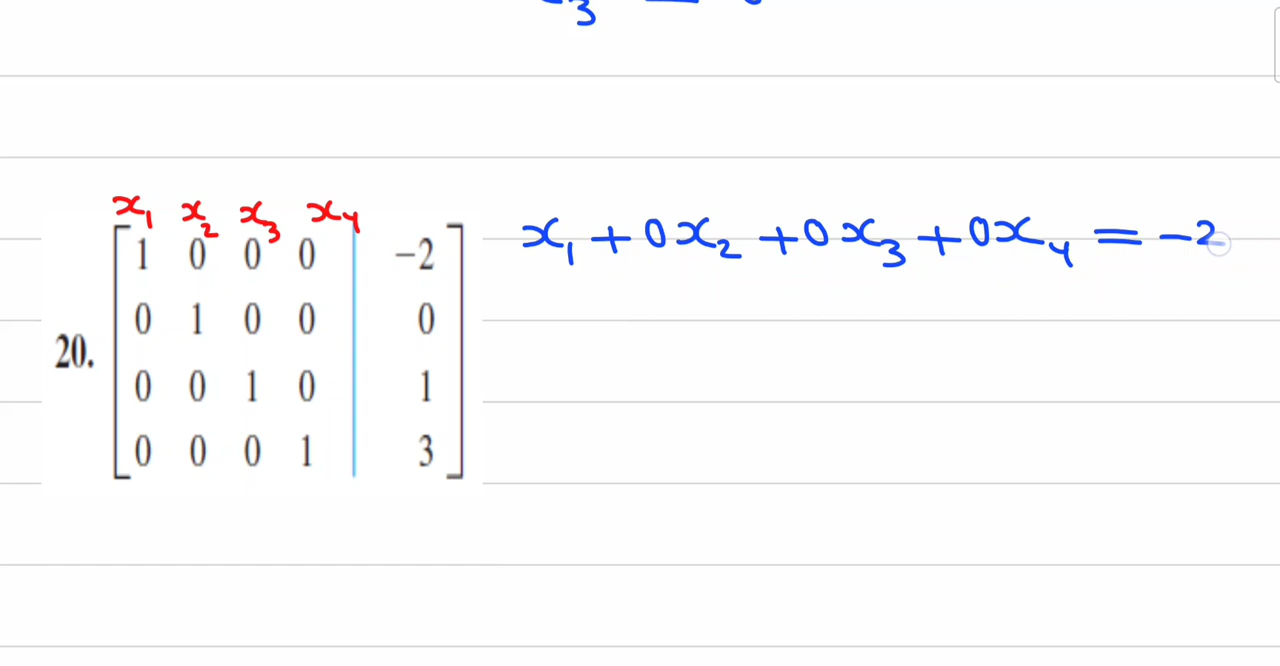 3
x₁ x₂ x₃ x₄
1 0 0 0 −2 x₁ + 0x₂ + 0x₃ + 0x₄ = −2
0 1 0 0 0
20.
0 0 1 0 1
0 0 0 1 3